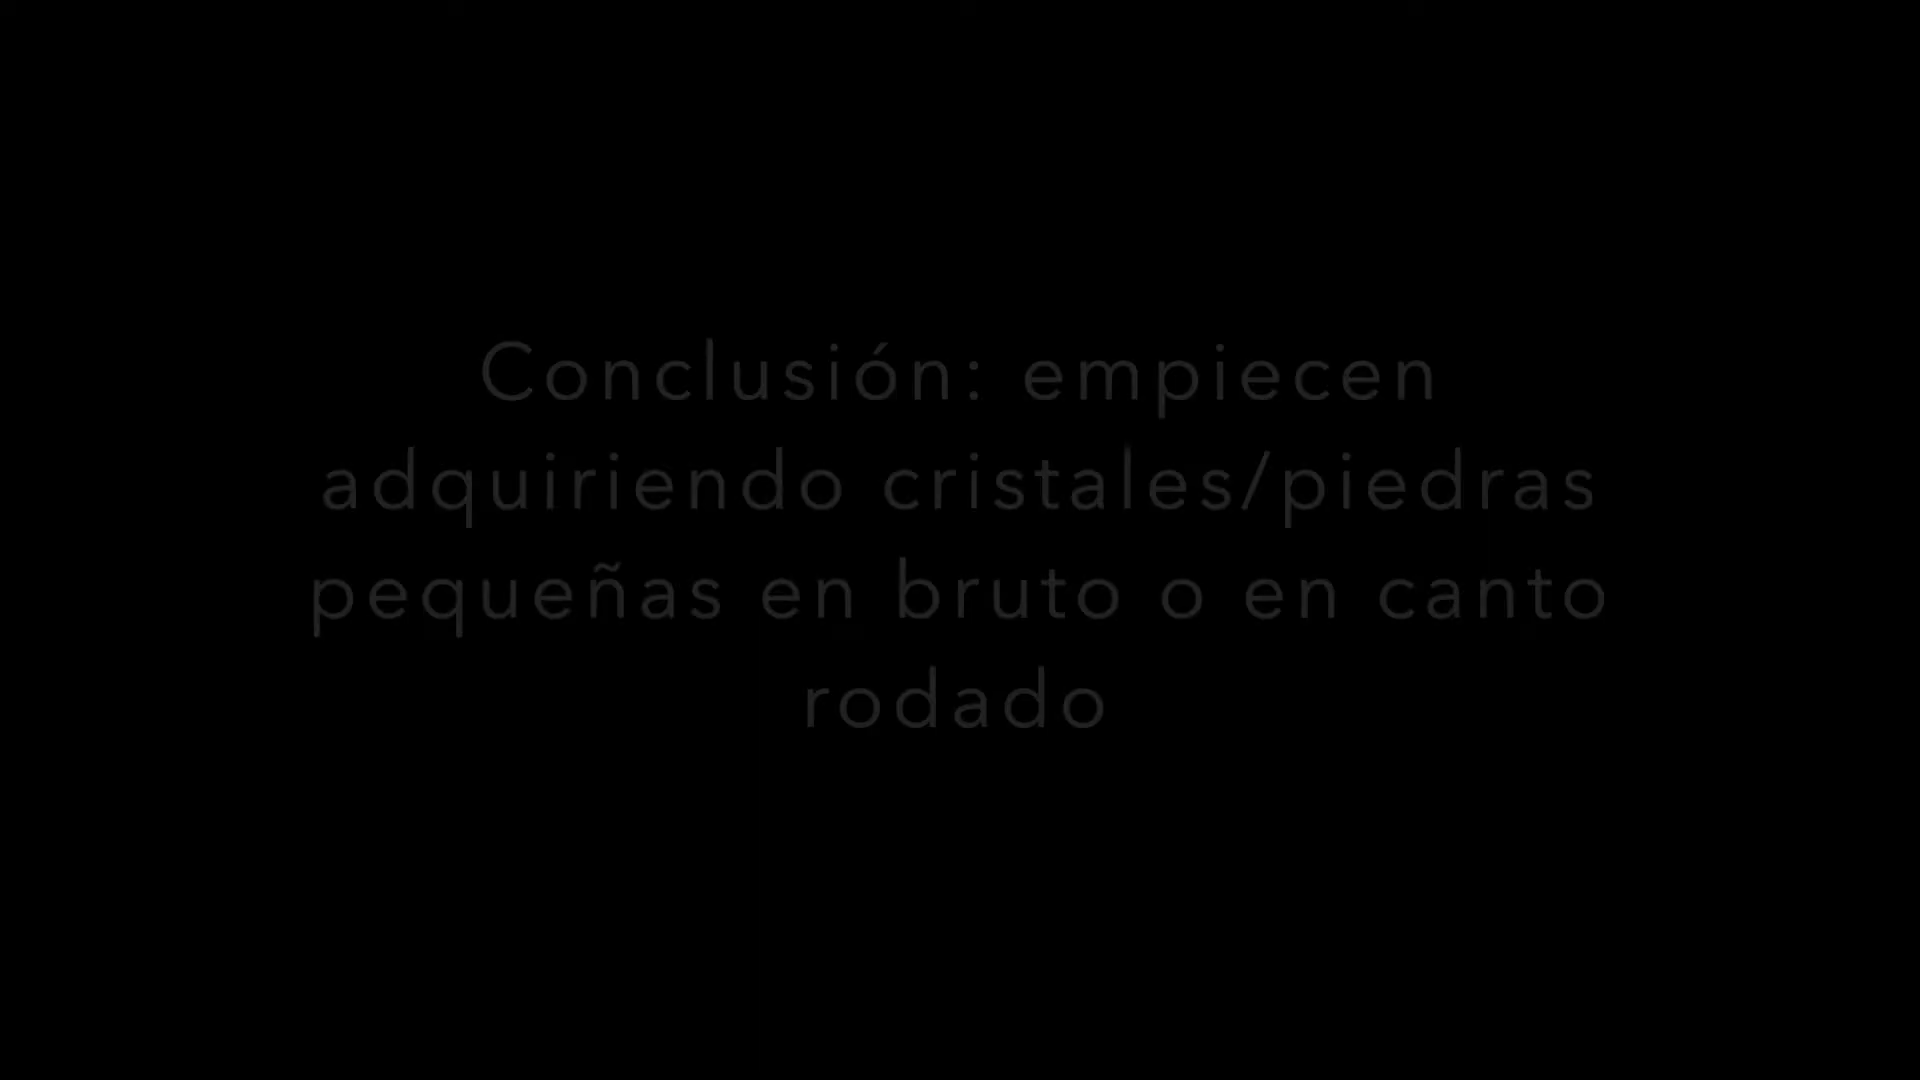 Conclusión: empiecen
adquiriendo cristales/piedras
pequeñas en bruto o en canto
rodado